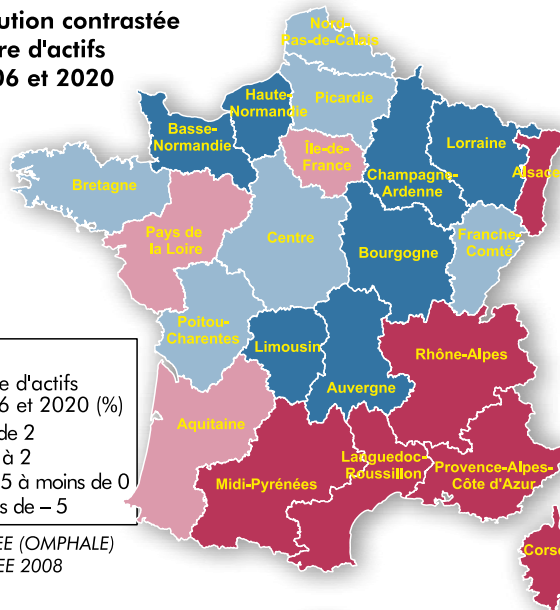 ution contrastée
re d'actifs
06 et 2020
Nord-
Pas-de-Calais
Haute-
Normandie
Picardie
Basse-
Normandie
Île-de-
France
Lorraine
Champagne-
Ardenne
Alsace
Bretagne
Pays de
la Loire
Centre
Bourgogne
Franche-
Comté
Poitou-
Charentes
Limousin
Rhône-Alpes
Auvergne
e d'actifs
6 et 2020 (%)
de 2
à 2
5 à moins de 0
s de – 5
Aquitaine
Midi-Pyrénées
Languedoc-
Roussillon
Provence-Alpes-
Côte d'Azur
EE (OMPHALE)
EE 2008
Corse